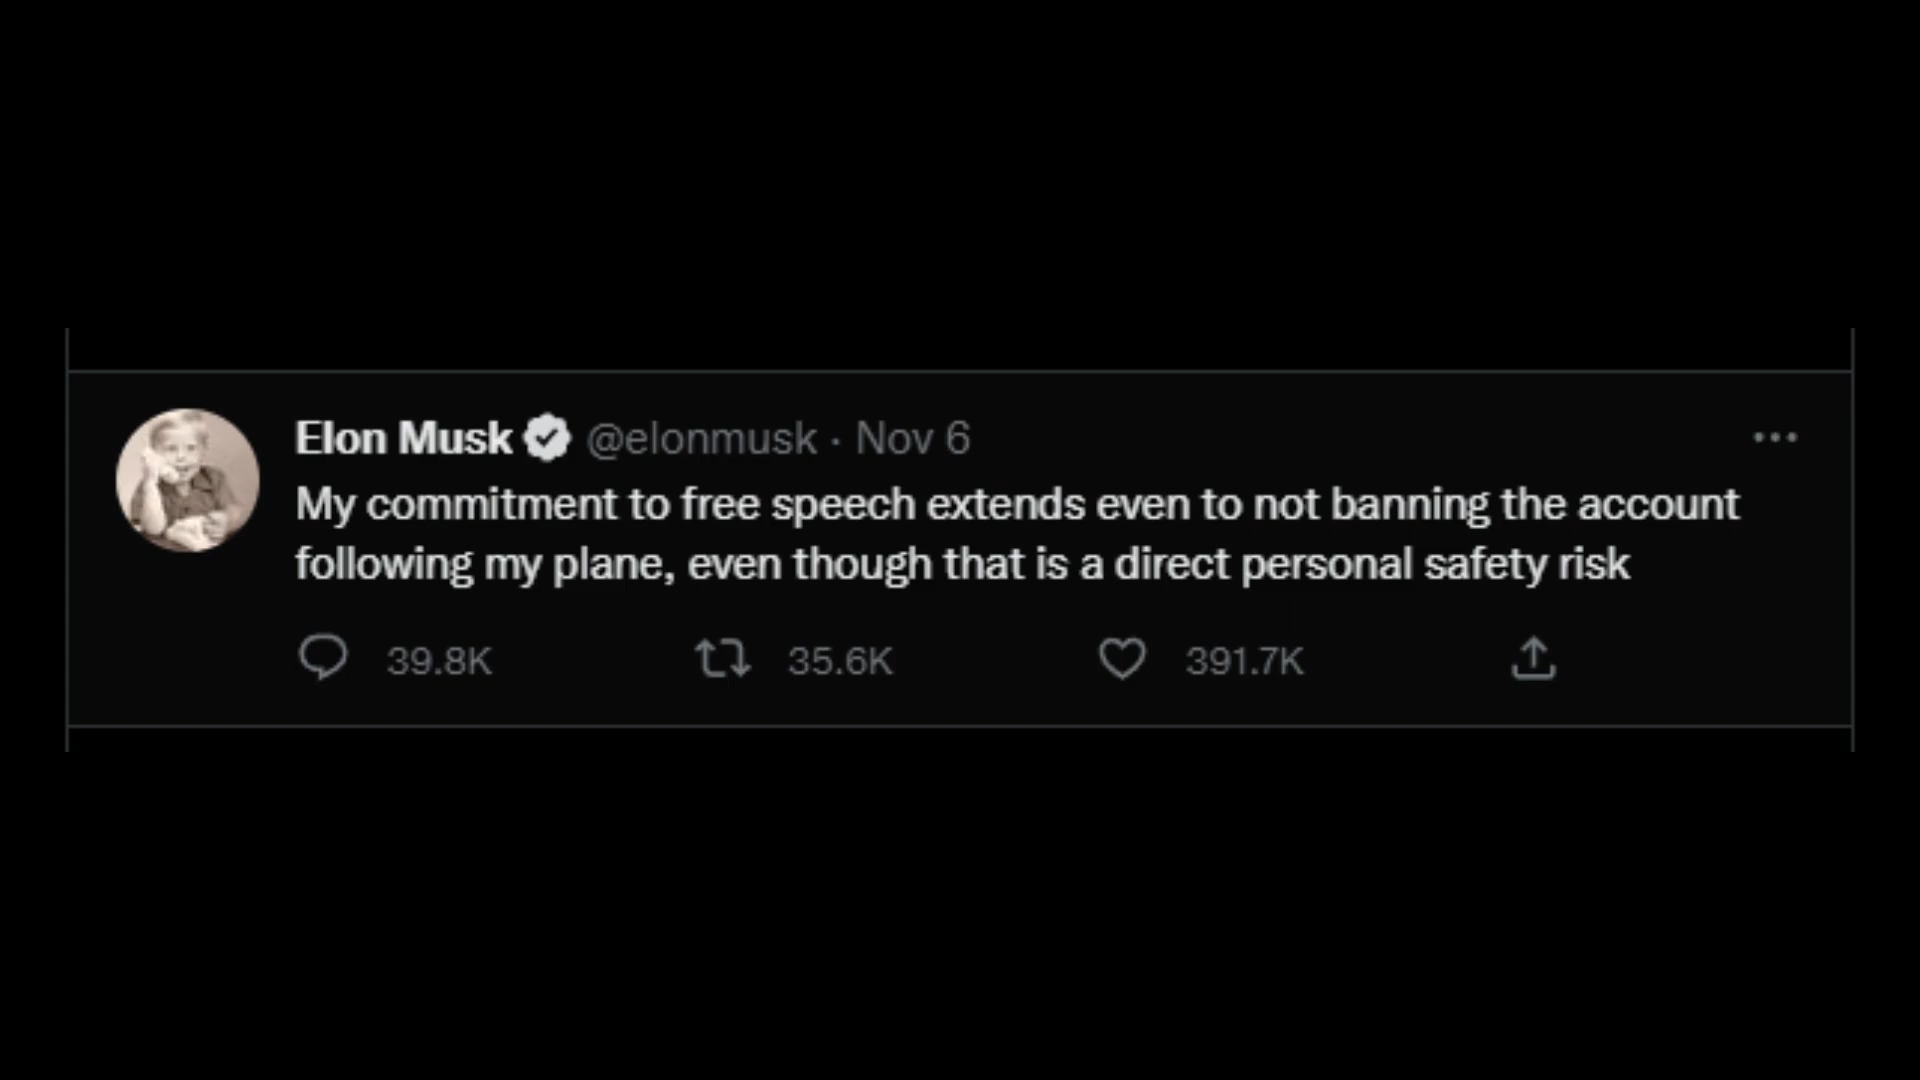 Elon Musk @elonmusk · Nov 6
My commitment to free speech extends even to not banning the account
following my plane, even though that is a direct personal safety risk
39.8K 35.6K 391.7K